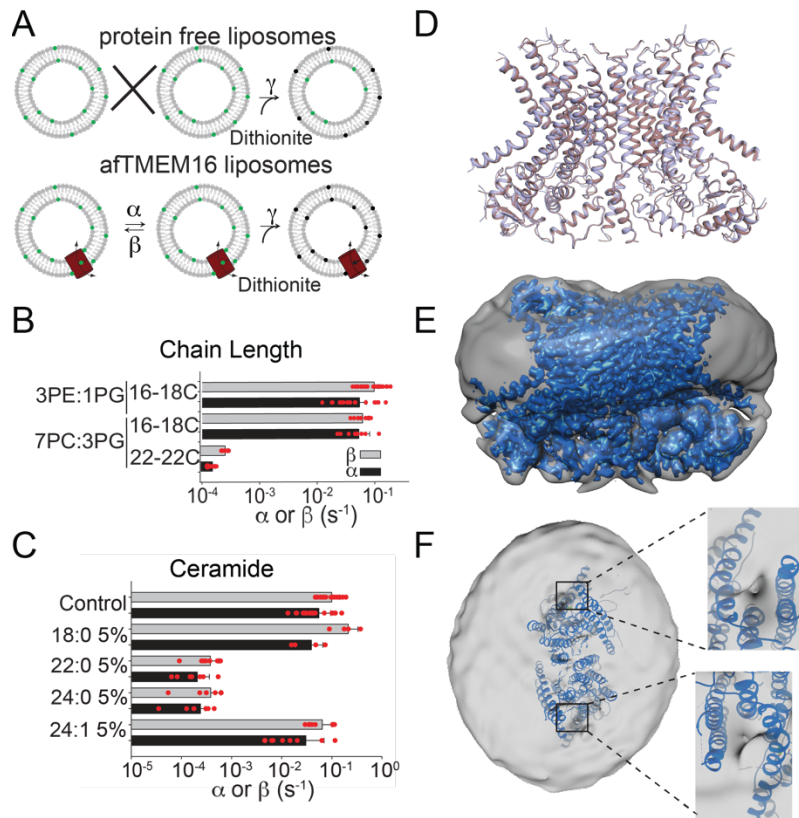 A
protein free liposomes
γ
Dithionite
afTMEM16 liposomes
α
β
γ
Dithionite
B
Chain Length
3PE:1PG
16-18C
7PC:3PG
16-18C
22-22C
β
α
10⁻⁴ 10⁻³ 10⁻² 10⁻¹
α or β (s⁻¹)
C
Ceramide
Control
18:0 5%
22:0 5%
24:0 5%
24:1 5%
10⁻⁵ 10⁻⁴ 10⁻³ 10⁻² 10⁻¹ 10⁰
α or β (s⁻¹)
D
E
F